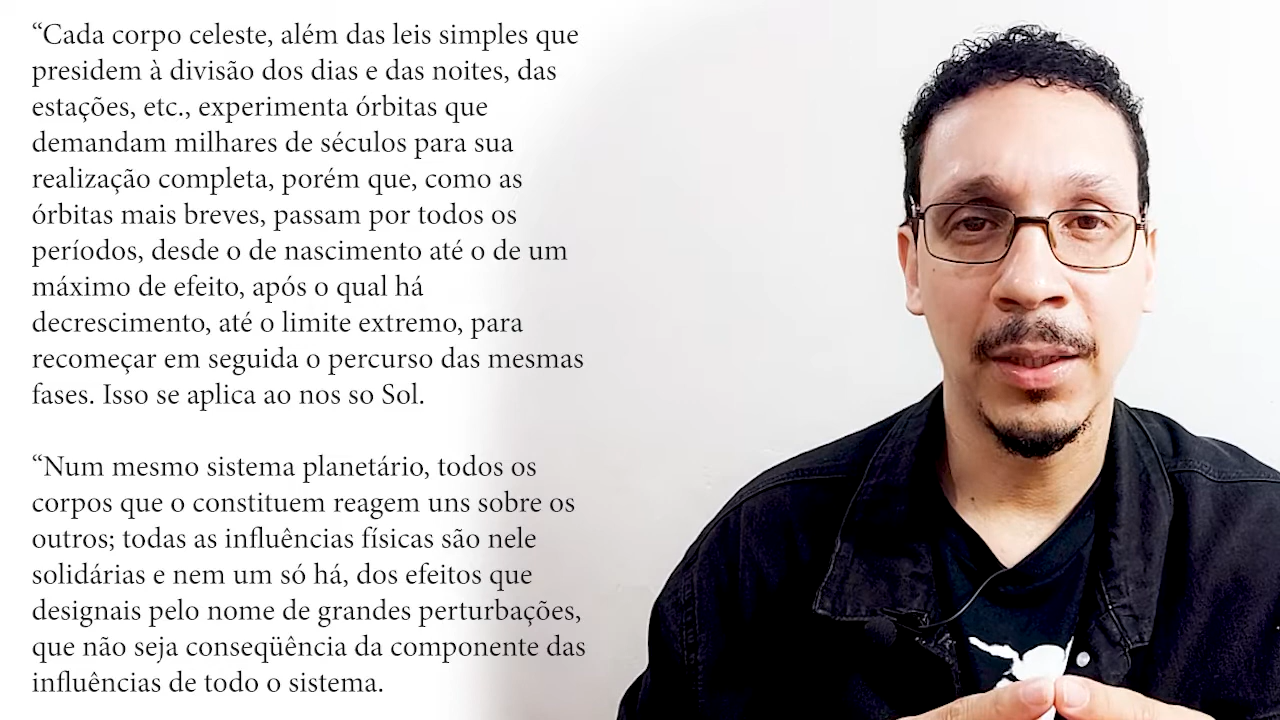 “Cada corpo celeste, além das leis simples que
presidem à divisão dos dias e das noites, das
estações, etc., experimenta órbitas que
demandam milhares de séculos para sua
realização completa, porém que, como as
órbitas mais breves, passam por todos os
períodos, desde o de nascimento até o de um
máximo de efeito, após o qual há
decrescimento, até o limite extremo, para
recomeçar em seguida o percurso das mesmas
fases. Isso se aplica ao nos so Sol.
“Num mesmo sistema planetário, todos os
corpos que o constituem reagem uns sobre os
outros; todas as influências físicas são nele
solidárias e nem um só há, dos efeitos que
designais pelo nome de grandes perturbações,
que não seja conseqüência da componente das
influências de todo o sistema.